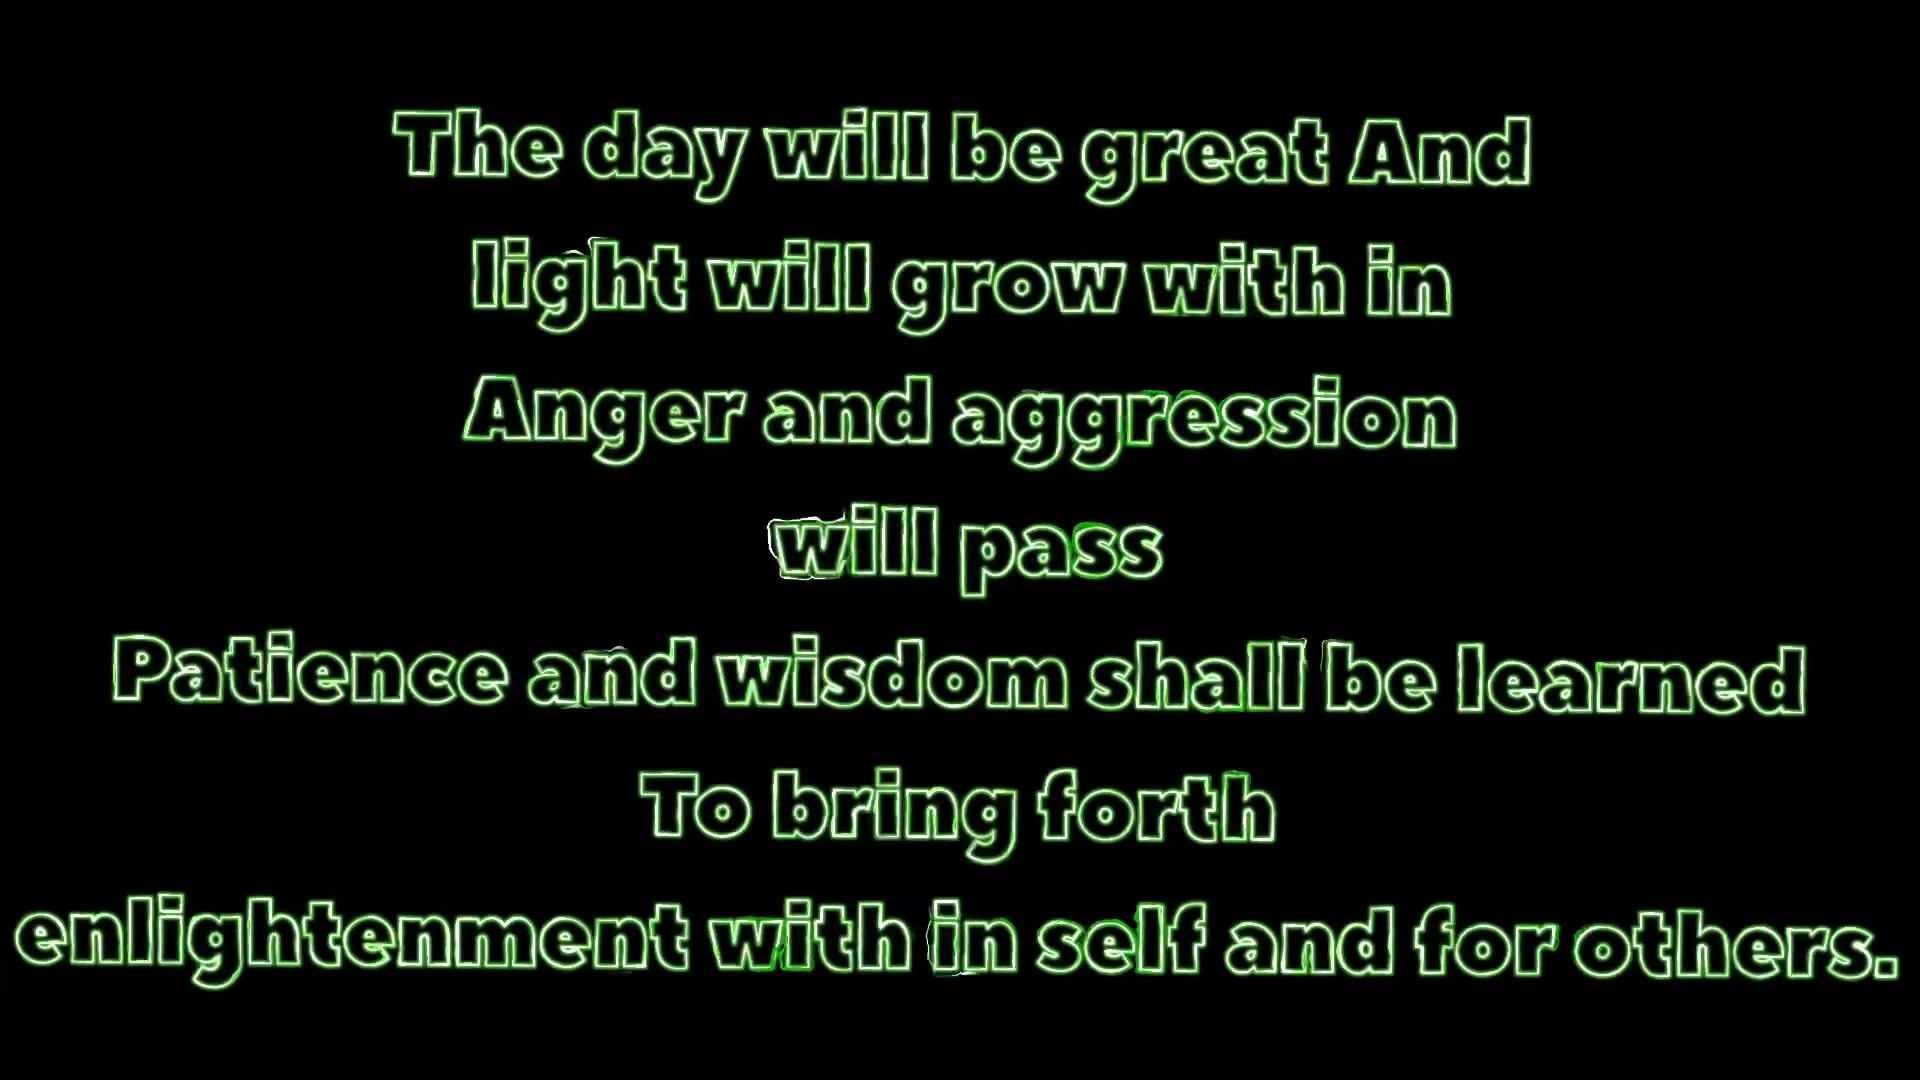 The day will be great And
light will grow with in
Anger and aggression
will pass
Patience and wisdom shall be learned
To bring forth
enlightenment with in self and for others.